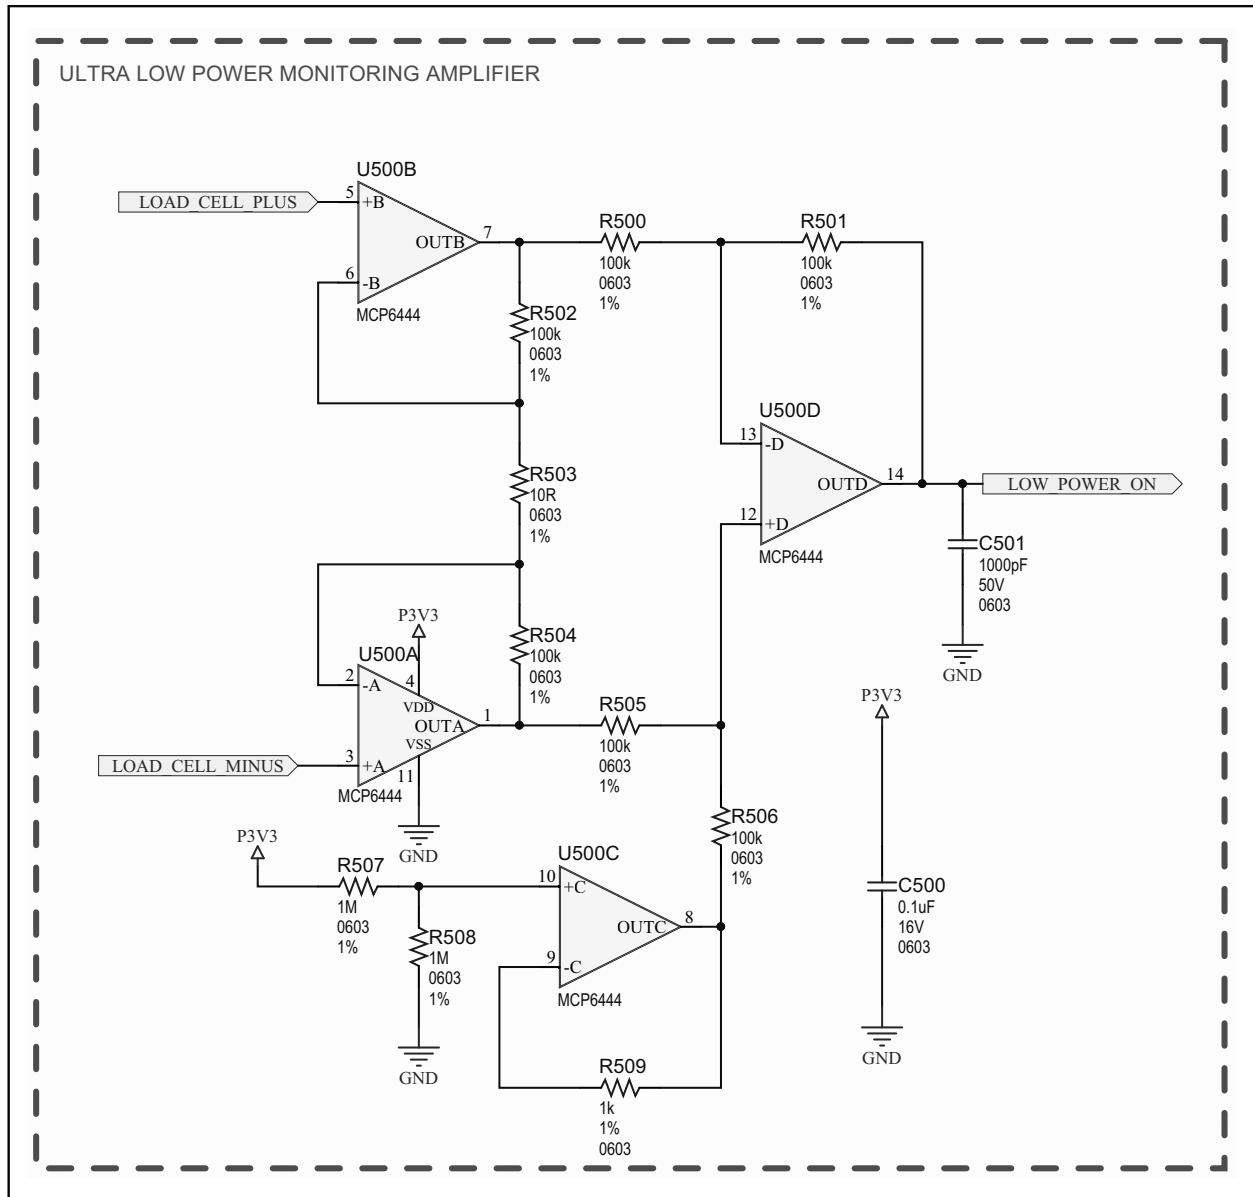 ULTRA LOW POWER MONITORING AMPLIFIER
U500B
LOAD_CELL_PLUS
5
+B
OUTB
7
6
-B
MCP6444
R500
100k
0603
1%
R501
100k
0603
1%
R502
100k
0603
1%
U500D
13
-D
OUTD
14
LOW_POWER_ON
12
+D
MCP6444
R503
10R
0603
1%
C501
1000pF
50V
0603
GND
P3V3
R504
100k
0603
1%
U500A
2
-A
4
VDD
OUTA
1
VSS
LOAD_CELL_MINUS
3
+A
11
MCP6444
GND
R505
100k
0603
1%
P3V3
R506
100k
0603
1%
P3V3
R507
1M
0603
1%
R508
1M
0603
1%
GND
U500C
10
+C
OUTC
8
9
-C
MCP6444
C500
0.1uF
16V
0603
GND
R509
1k
1%
0603